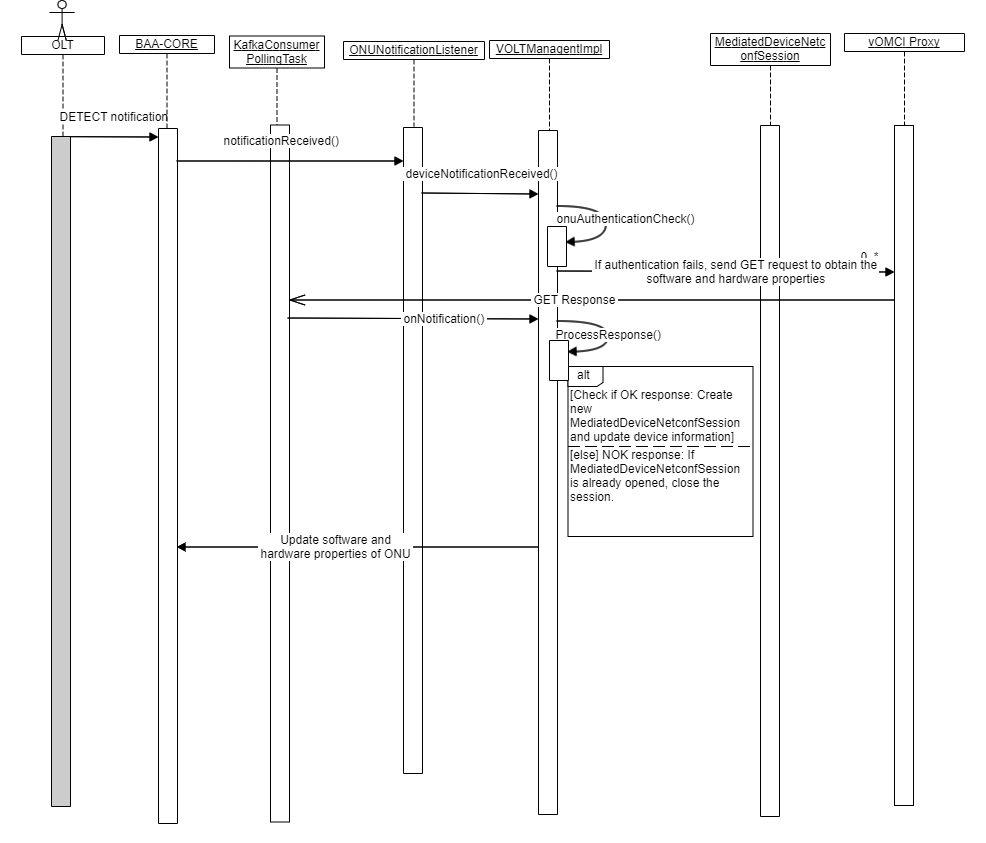 OLT
BAA-CORE
KafkaConsumer
PollingTask
ONUNotificationListener
VOLTManagentImpl
MediatedDeviceNetc
onfSession
vOMCI Proxy
DETECT notification
notificationReceived()
deviceNotificationReceived()
onuAuthenticationCheck()
0..*
If authentication fails, send GET request to obtain the
software and hardware properties
GET Response
onNotification()
ProcessResponse()
alt
[Check if OK response: Create
new
MediatedDeviceNetconfSession
and update device information]
[else] NOK response: If
MediatedDeviceNetconfSession
is already opened, close the
session.
Update software and
hardware properties of ONU